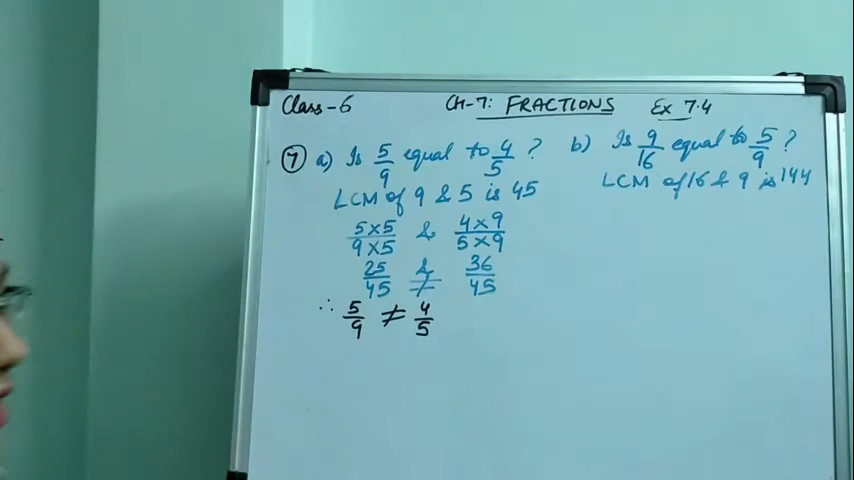 Class-6 CH-7: FRACTIONS Ex 7.4
7 a) Is 5/9 equal to 4/5 ?
LCM of 9 & 5 is 45
5×5/9×5 & 4×9/5×9
25/45 & ≠ 36/45
∴ 5/9 ≠ 4/5
b) Is 9/16 equal to 5/9 ?
LCM of 16 & 9 is 144